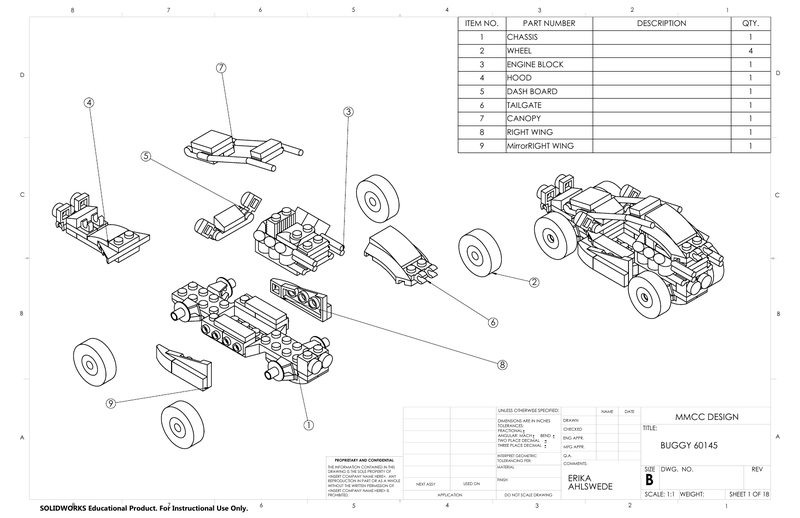 8 7 6 5 4 3 2 1
ITEM NO. PART NUMBER DESCRIPTION QTY.
1 CHASSIS 1
2 WHEEL 4
3 ENGINE BLOCK 1
4 HOOD 1
5 DASH BOARD 1
6 TAILGATE 1
7 CANOPY 1
8 RIGHT WING 1
9 MirrorRIGHT WING 1
D D
7
4
3
5
C C
2
B B
6
8
9
1
A A
PROPRIETARY AND CONFIDENTIAL
THE INFORMATION CONTAINED IN THIS
DRAWING IS THE SOLE PROPERTY OF
<INSERT COMPANY NAME HERE>. ANY
REPRODUCTION IN PART OR AS A WHOLE
WITHOUT THE WRITTEN PERMISSION OF
<INSERT COMPANY NAME HERE> IS
PROHIBITED.
NEXT ASSY USED ON
APPLICATION
UNLESS OTHERWISE SPECIFIED:
DIMENSIONS ARE IN INCHES
TOLERANCES:
FRACTIONAL ±
ANGULAR: MACH ± BEND ±
TWO PLACE DECIMAL ±
THREE PLACE DECIMAL ±
INTERPRET GEOMETRIC
TOLERANCING PER:
MATERIAL
FINISH
DO NOT SCALE DRAWING
NAME DATE
DRAWN
CHECKED
ENG APPR.
MFG APPR.
Q.A.
COMMENTS:
ERIKA
AHLSWEDE
MMCC DESIGN
TITLE:
BUGGY 60145
SIZE DWG. NO. REV
B
SCALE: 1:1 WEIGHT: SHEET 1 OF 18
8 7 6 5 4 3 2 1
SOLIDWORKS Educational Product. For Instructional Use Only.